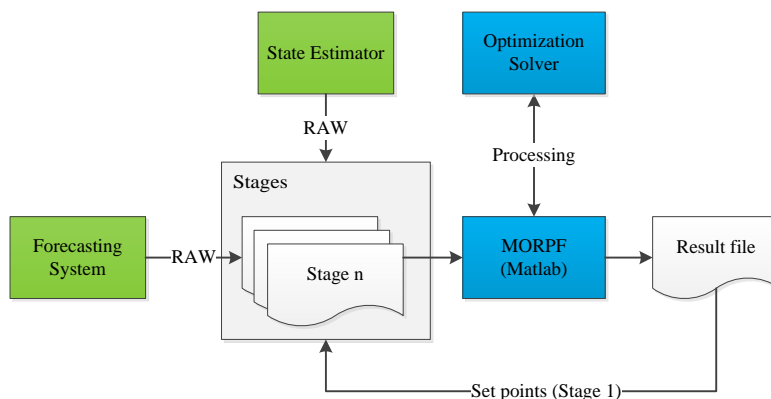 State Estimator
Optimization
Solver
RAW
Processing
Stages
Forecasting
System
RAW
Stage n
MORPF
(Matlab)
Result file
Set points (Stage 1)